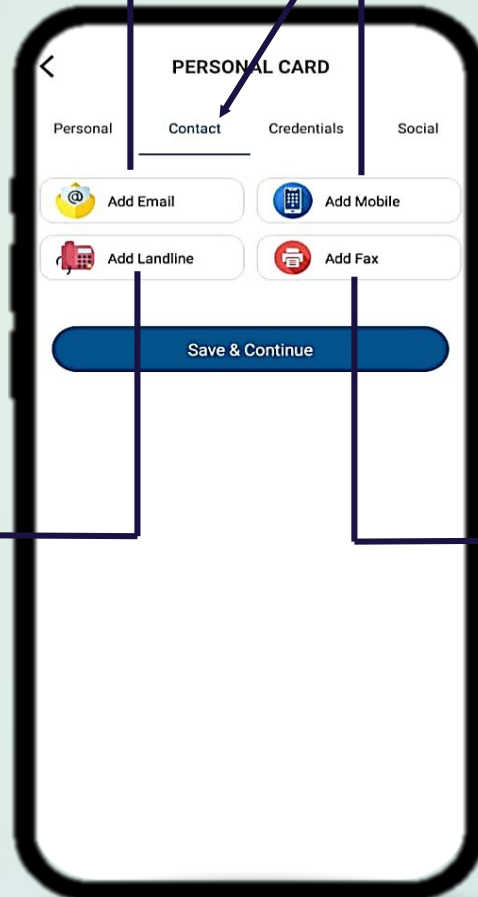 PERSONAL CARD
Personal Contact Credentials Social
Add Email Add Mobile
Add Landline Add Fax
Save & Continue